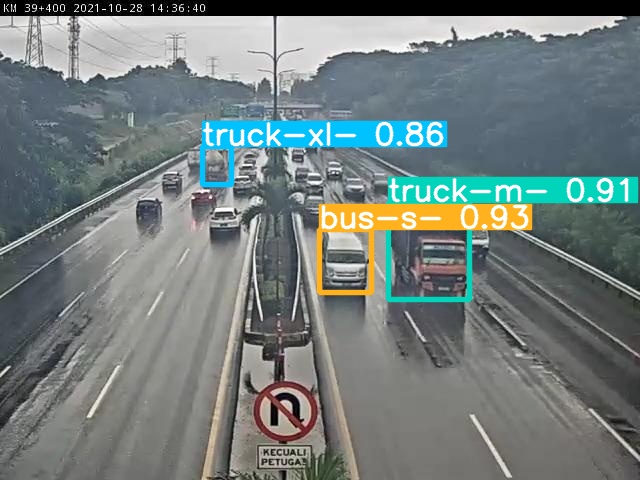 KM 39+400 2021-10-28 14:36:40
truck-xl- 0.86
truck-m- 0.91
bus-s- 0.93
KECUALI
PETUGAS